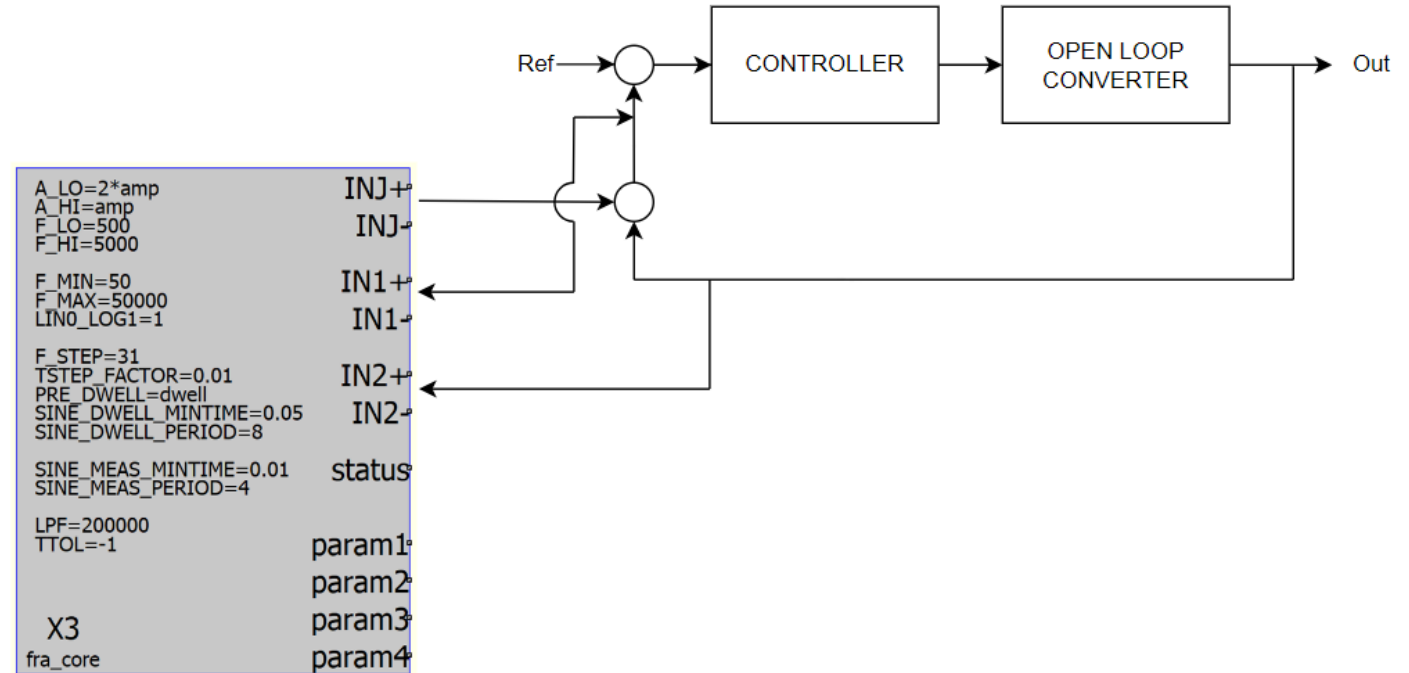 Ref
CONTROLLER
OPEN LOOP
CONVERTER
Out
A_LO=2*amp
A_HI=amp
F_LO=500
F_HI=5000
F_MIN=50
F_MAX=50000
LIN0_LOG1=1
F_STEP=31
TSTEP_FACTOR=0.01
PRE_DWELL=dwell
SINE_DWELL_MINTIME=0.05
SINE_DWELL_PERIOD=8
SINE_MEAS_MINTIME=0.01
SINE_MEAS_PERIOD=4
LPF=200000
TTOL=-1
X3
fra_core
INJ+
INJ-
IN1+
IN1-
IN2+
IN2-
status
param1
param2
param3
param4